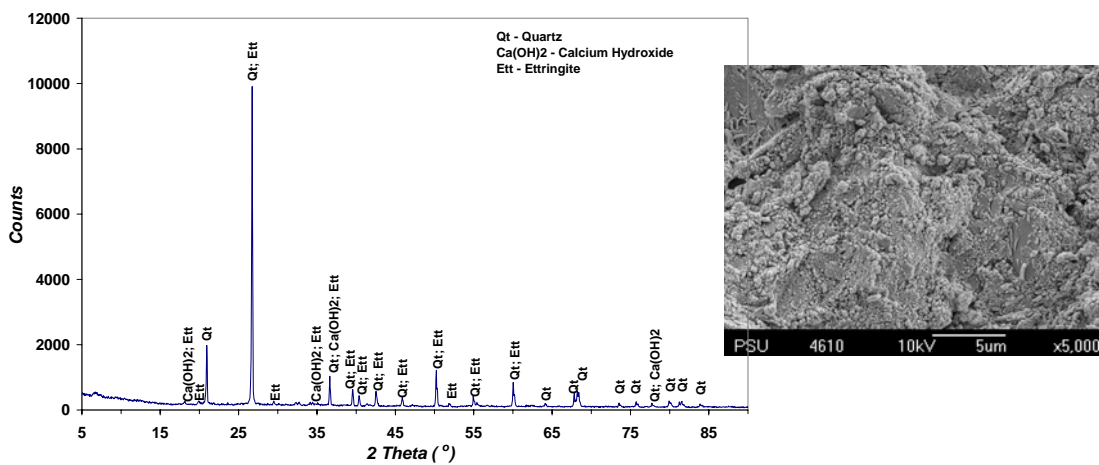 12000
10000
8000
6000
4000
2000
0
Counts
5
15
25
35
45
55
65
75
85
2 Theta ( º )
Qt - Quartz
Ca(OH)2 - Calcium Hydroxide
Ett - Ettringite
Ca(OH)2; Ett
Ett
Qt
Qt; Ett
Ett
Ca(OH)2; Ett
Qt; Ca(OH)2; Ett
Qt; Ett
Qt; Ett
Qt; Ett
Qt; Ett
Qt; Ett
Ett
Qt; Ett
Qt; Ett
Qt
Qt
Qt
Qt
Qt
Qt; Ca(OH)2
Qt
Qt
Qt
PSU 4610 10kV 5um x5,000